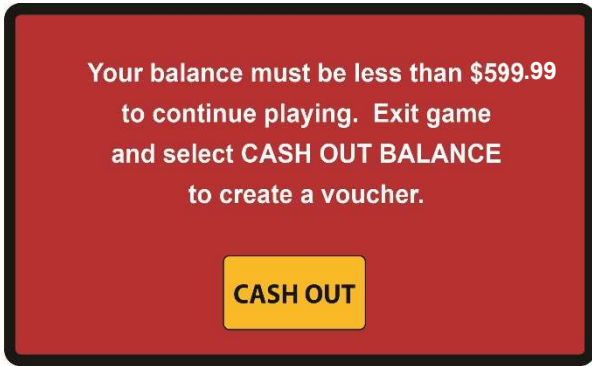 Your balance must be less than $599.99
to continue playing. Exit game
and select CASH OUT BALANCE
to create a voucher.
CASH OUT